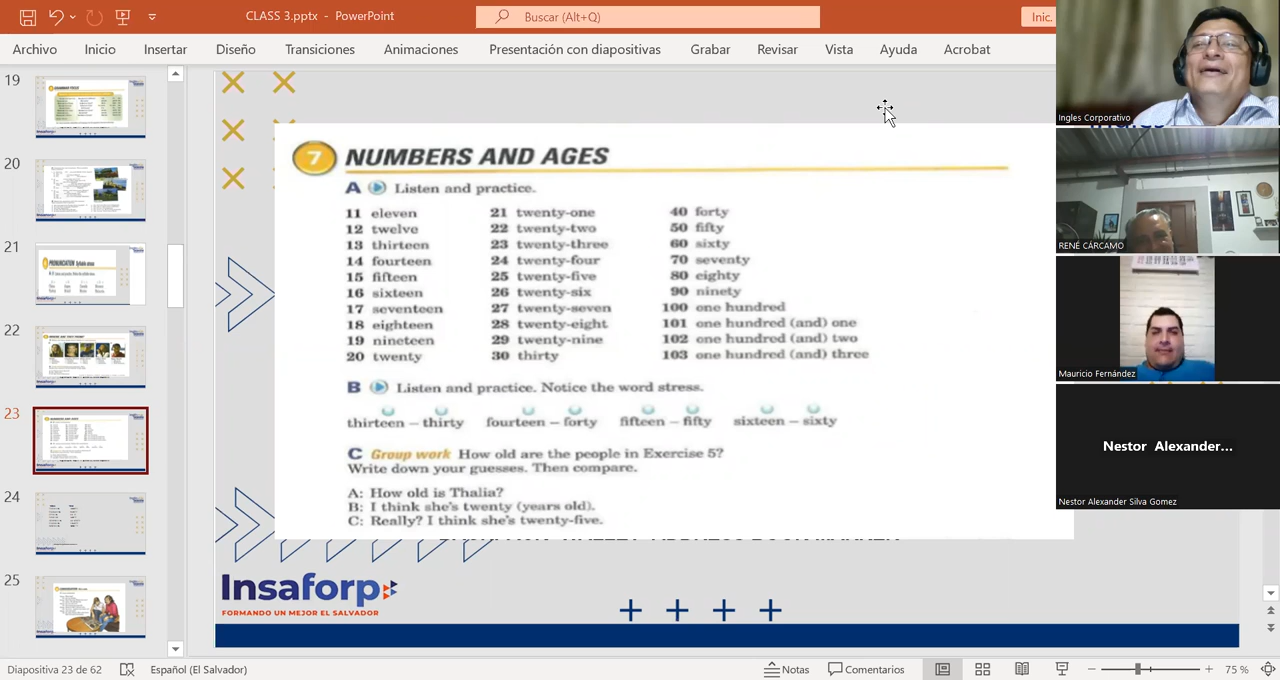 CLASS 3.pptx - PowerPoint
Buscar (Alt+Q)
Inic.
Archivo
Inicio
Insertar
Diseño
Transiciones
Animaciones
Presentación con diapositivas
Grabar
Revisar
Vista
Ayuda
Acrobat
19
20
21
22
23
24
25
7 NUMBERS AND AGES
A Listen and practice.
11 eleven 21 twenty-one 40 forty
12 twelve 22 twenty-two 50 fifty
13 thirteen 23 twenty-three 60 sixty
14 fourteen 24 twenty-four 70 seventy
15 fifteen 25 twenty-five 80 eighty
16 sixteen 26 twenty-six 90 ninety
17 seventeen 27 twenty-seven 100 one hundred
18 eighteen 28 twenty-eight 101 one hundred (and) one
19 nineteen 29 twenty-nine 102 one hundred (and) two
20 twenty 30 thirty 103 one hundred (and) three
B Listen and practice. Notice the word stress.
thirteen – thirty fourteen – forty fifteen – fifty sixteen – sixty
C Group work How old are the people in Exercise 5?
Write down your guesses. Then compare.
A: How old is Thalia?
B: I think she's twenty (years old).
C: Really? I think she's twenty-five.
Insaforp
FORMANDO UN MEJOR EL SALVADOR
Ingles Corporativo
RENÉ CÁRCAMO
Mauricio Fernández
Nestor Alexander...
Nestor Alexander Silva Gomez
Diapositiva 23 de 62
Español (El Salvador)
Notas
Comentarios
75 %